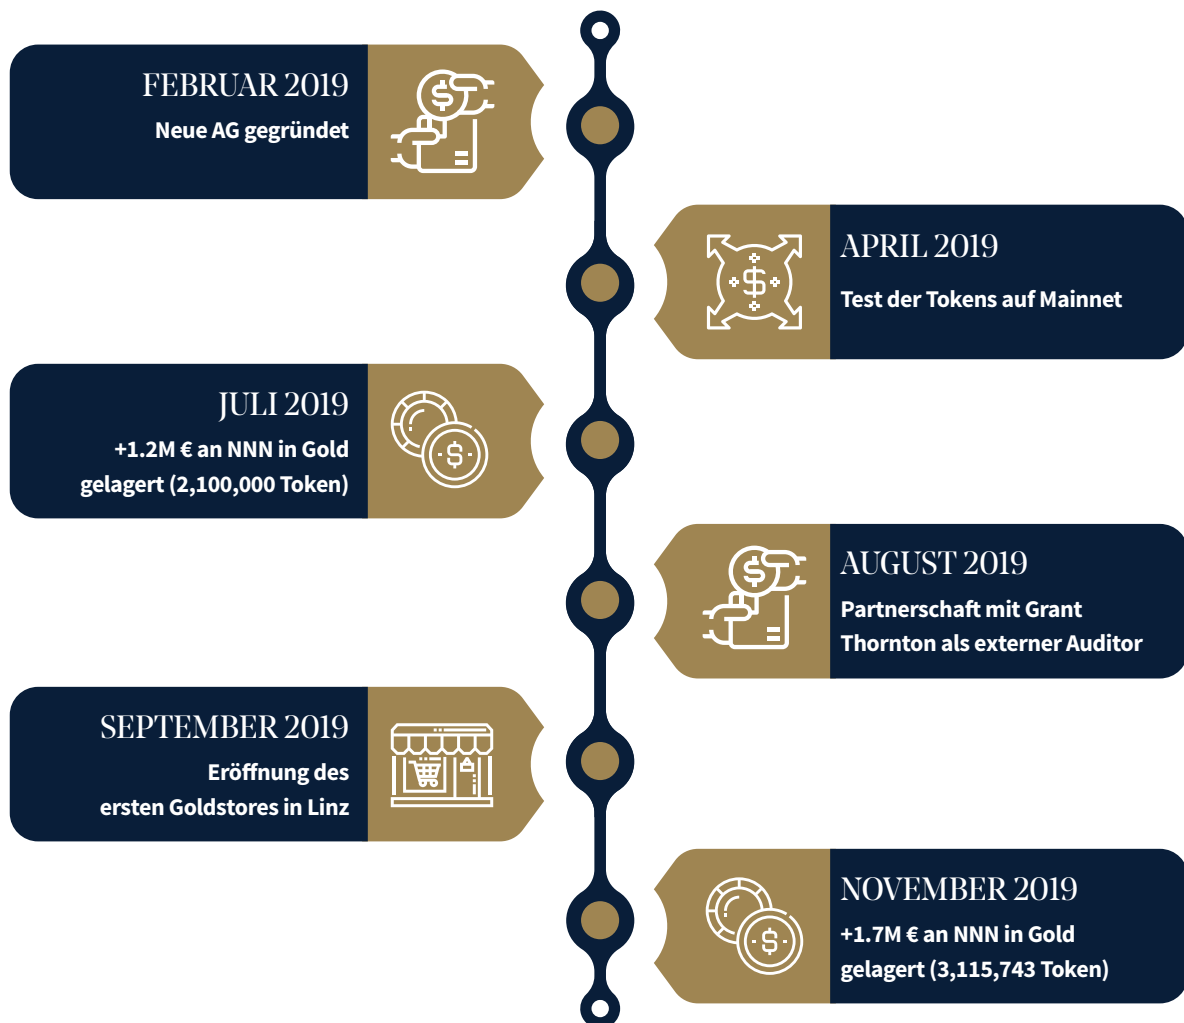 FEBRUAR 2019
Neue AG gegründet
APRIL 2019
Test der Tokens auf Mainnet
JULI 2019
+1.2M € an NNN in Gold
gelagert (2,100,000 Token)
AUGUST 2019
Partnerschaft mit Grant
Thornton als externer Auditor
SEPTEMBER 2019
Eröffnung des
ersten Goldstores in Linz
NOVEMBER 2019
+1.7M € an NNN in Gold
gelagert (3,115,743 Token)